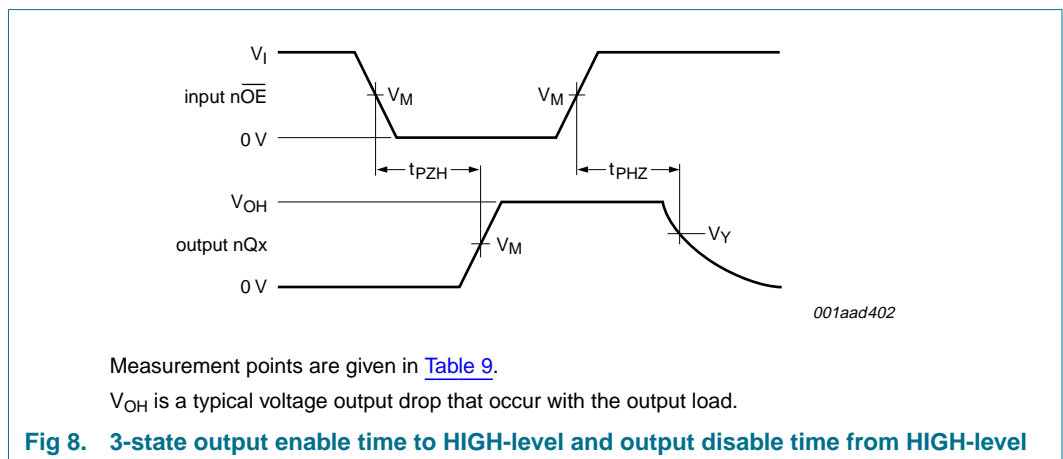 VI
input nOE
VM
VM
0 V
tPZH
tPHZ
VOH
output nQx
VM
VY
0 V
001aad402
Measurement points are given in Table 9.
VOH is a typical voltage output drop that occur with the output load.
Fig 8. 3-state output enable time to HIGH-level and output disable time from HIGH-level